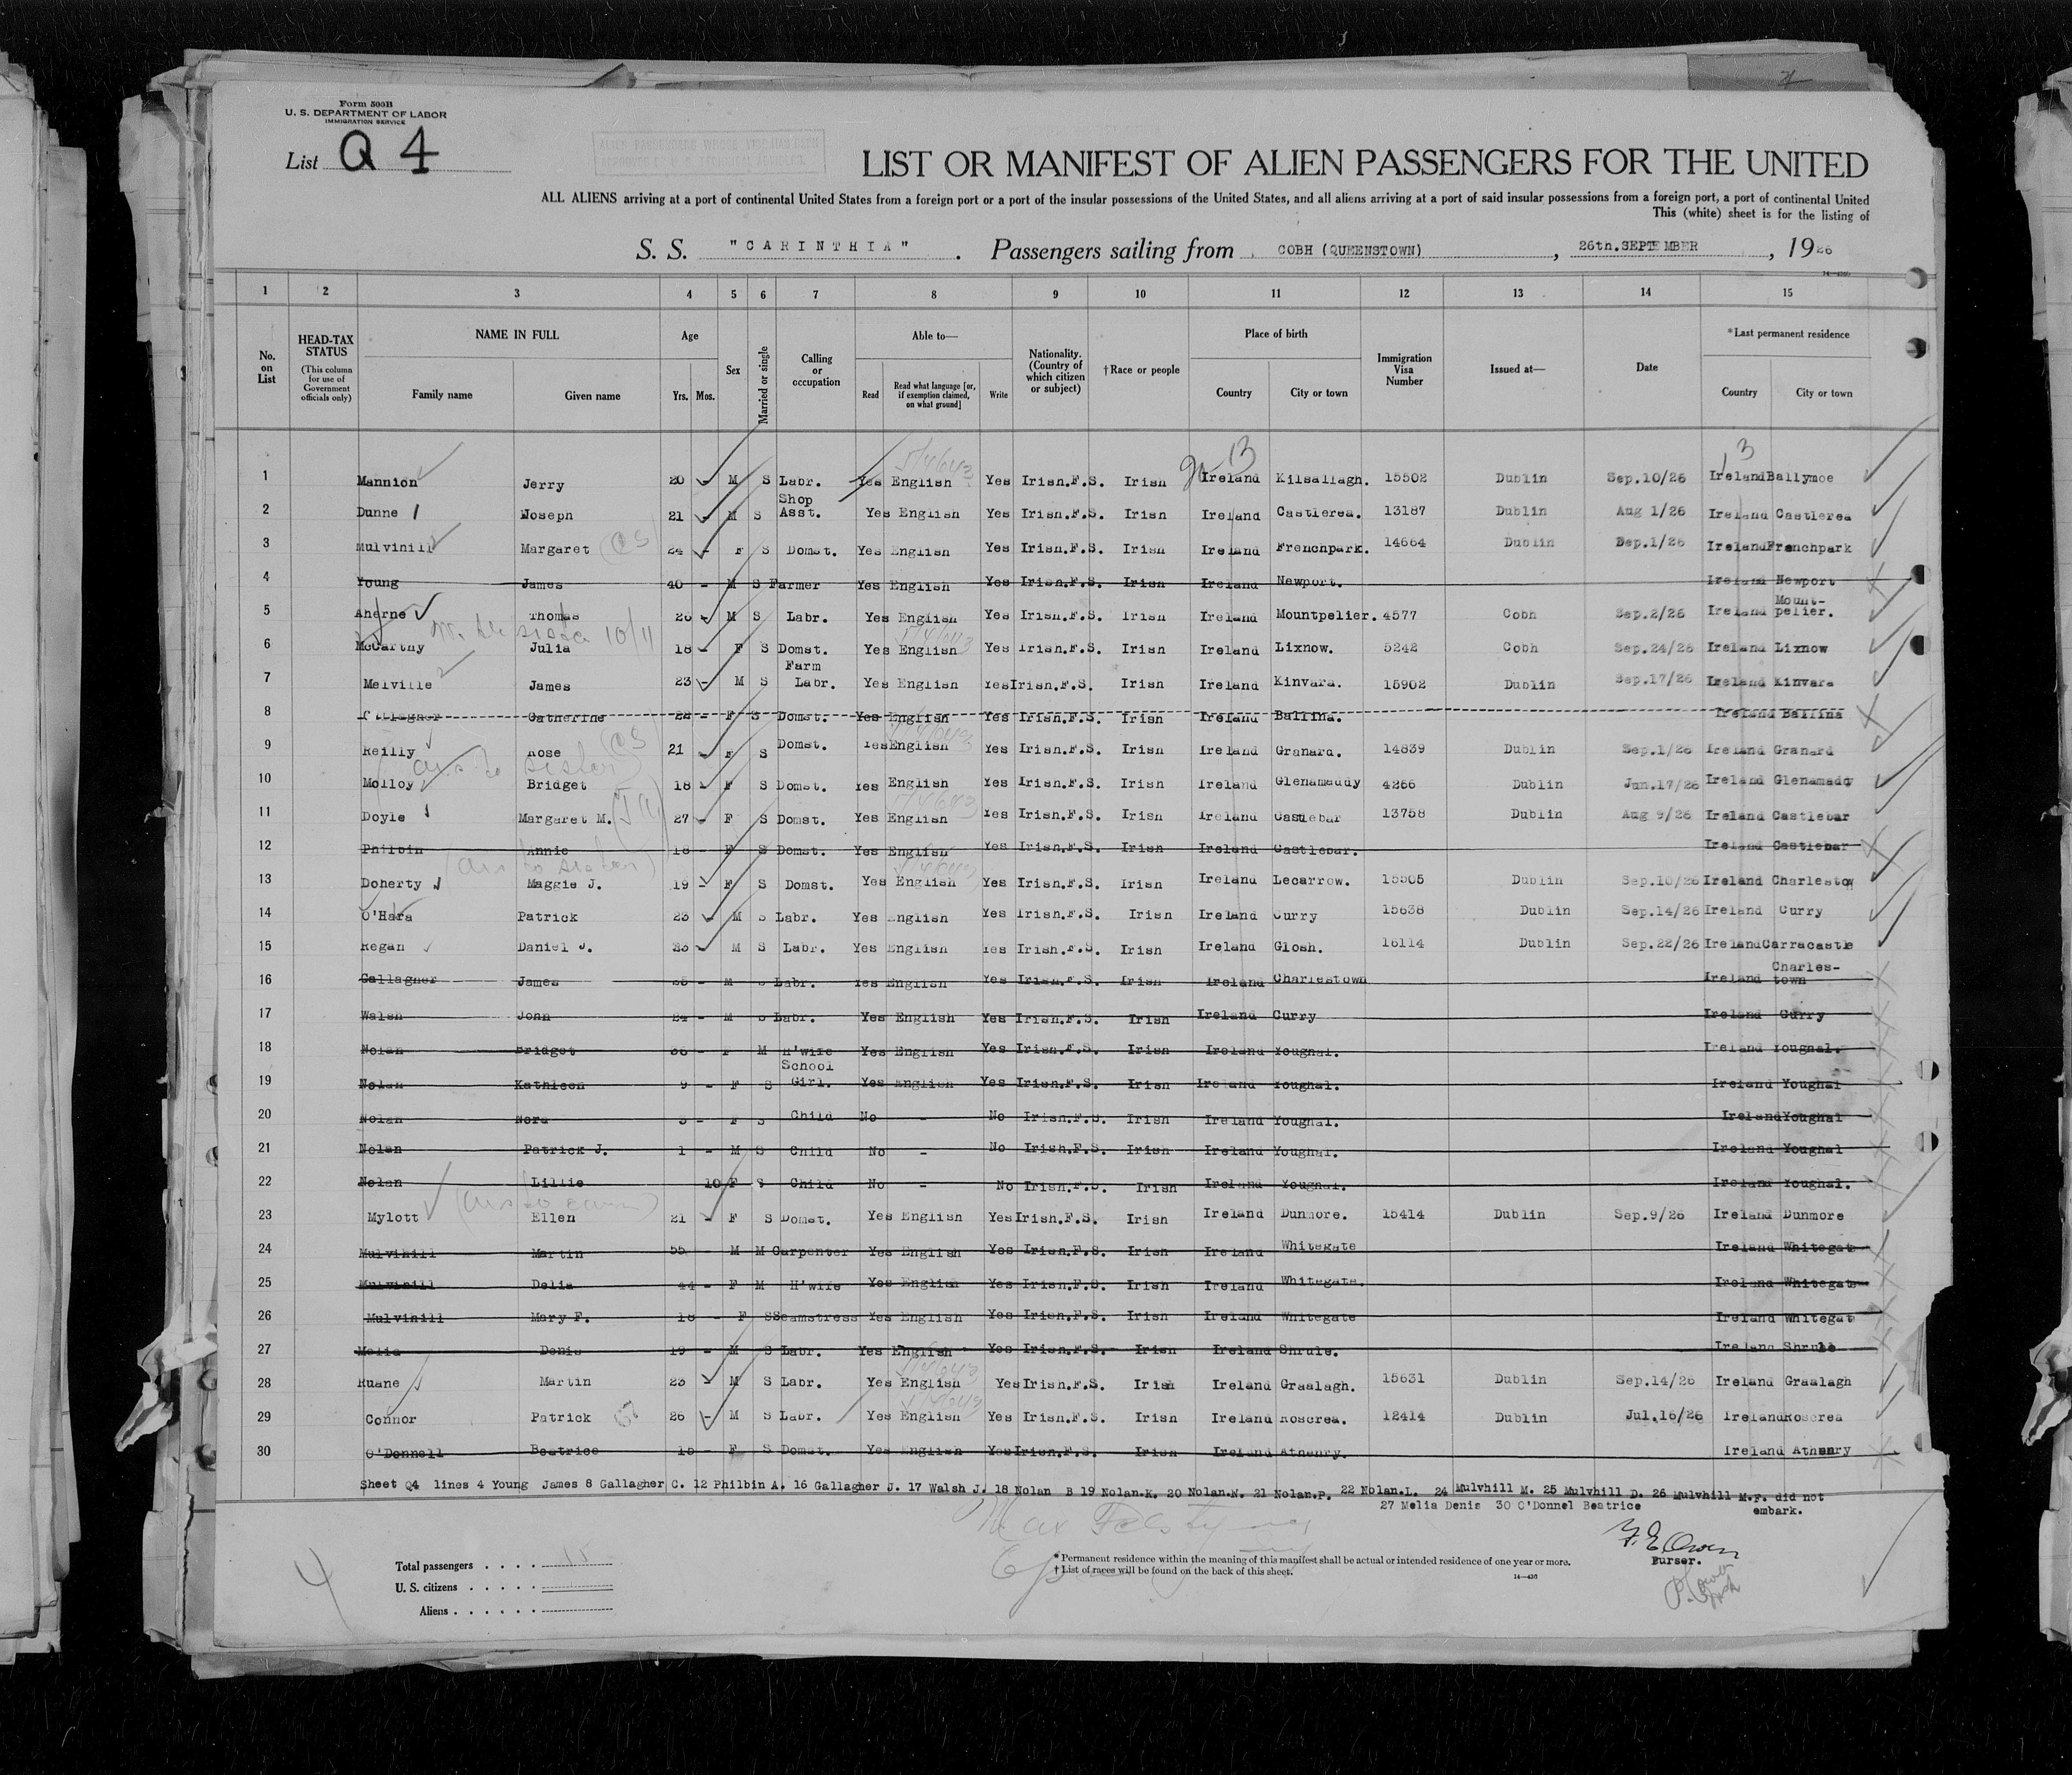 Form 500B
U. S. DEPARTMENT OF LABOR
IMMIGRATION SERVICE
List Q 4
LIST OR MANIFEST OF ALIEN PASSENGERS FOR THE UNITED
ALL ALIENS arriving at a port of continental United States from a foreign port or a port of the insular possessions of the United States, and all aliens arriving at a port of said insular possessions from a foreign port, a port of continental United
This (white) sheet is for the listing of
S. S. "CARINTHIA" . Passengers sailing from COBH (QUEENSTOWN) , 26th.SEPTEMBER , 1926
1 2 3 4 5 6 7 8 9 10 11 12 13 14 15
No. on List
HEAD-TAX STATUS (This column for use of Government officials only)
NAME IN FULL Family name Given name
Age Yrs. Mos.
Sex
Married or single
Calling or occupation
Able to— Read Read what language [or, if exemption claimed, on what ground] Write
Nationality. (Country of which citizen or subject)
†Race or people
Place of birth Country City or town
Immigration Visa Number
Issued at—
Date
*Last permanent residence Country City or town
1 Mannion Jerry 20 - M S Labr. Yes English Yes Irish.F.S. Irish Ireland Kilsallagh. 15502 Dublin Sep.10/26 Ireland Ballymoe
2 Dunne Joseph 21 - M S Shop Asst. Yes English Yes Irish.F.S. Irish Ireland Castlerea. 13187 Dublin Aug 1/26 Ireland Castlerea
3 Mulvihill Margaret 24 - F S Domst. Yes English Yes Irish.F.S. Irish Ireland Frenchpark. 14664 Dublin Sep.1/26 Ireland Frenchpark
4 Young James 40 - M S Farmer Yes English Yes Irish.F.S. Irish Ireland Newport. Ireland Newport
5 Aherne Thomas 26 - M S Labr. Yes English Yes Irish.F.S. Irish Ireland Mountpelier. 4577 Cobh Sep.2/26 Ireland Mount-pelier.
6 McCarthy Julia 18 - F S Domst. Yes English Yes Irish.F.S. Irish Ireland Lixnow. 5242 Cobh Sep.24/26 Ireland Lixnow
7 Melville James 23 - M S Farm Labr. Yes English Yes Irish.F.S. Irish Ireland Kinvara. 15902 Dublin Sep.17/26 Ireland Kinvara
8 Gallagher Catherine 22 - F S Domst. Yes English Yes Irish.F.S. Irish Ireland Ballina. Ireland Ballina
9 Reilly Rose 21 - F S Domst. Yes English Yes Irish.F.S. Irish Ireland Granard. 14839 Dublin Sep.1/26 Ireland Granard
10 Molloy Bridget 18 - F S Domst. Yes English Yes Irish.F.S. Irish Ireland Glenamaddy 4266 Dublin Jun.17/26 Ireland Glenamady
11 Doyle Margaret M. 27 - F S Domst. Yes English Yes Irish.F.S. Irish Ireland Castlebar 13758 Dublin Aug 9/26 Ireland Castlebar
12 Philbin Annie 18 - F S Domst. Yes English Yes Irish.F.S. Irish Ireland Castlebar. Ireland Castlebar
13 Doherty Maggie J. 19 - F S Domst. Yes English Yes Irish.F.S. Irish Ireland Lecarrow. 15505 Dublin Sep.10/26 Ireland Charlestow
14 O'Hara Patrick 23 - M S Labr. Yes English Yes Irish.F.S. Irish Ireland Curry 15638 Dublin Sep.14/26 Ireland Curry
15 Regan Daniel J. - M S Labr. Yes English Yes Irish.F.S. Irish Ireland Glosh. 16114 Dublin Sep.22/26 Ireland Carracastle
16 Gallagher James - M S Labr. Yes English Yes Irish.F.S. Irish Ireland Charlestown Ireland Charles-town
17 Walsh John 24 - M S Labr. Yes English Yes Irish.F.S. Irish Ireland Curry Ireland Curry
18 Nolan Bridget - F M H'wife Yes English Yes Irish.F.S. Irish Ireland Youghal. Ireland Youghal.
19 Nolan Kathleen 9 - F S School Girl. Yes English Yes Irish.F.S. Irish Ireland Youghal. Ireland Youghal
20 Nolan Nora - F S Child No - No Irish.F.S. Irish Ireland Youghal. Ireland Youghal
21 Nolan Patrick J. 1 - M S Child No - No Irish.F.S. Irish Ireland Youghal. Ireland Youghal
22 Nolan Lillie 10 F S Child No - No Irish.F.S. Irish Ireland Youghal. Ireland Youghal.
23 Mylott Ellen 21 - F S Domst. Yes English Yes Irish.F.S. Irish Ireland Dunmore. 15414 Dublin Sep.9/26 Ireland Dunmore
24 Mulvihill Martin 55 - M M Carpenter Yes English Yes Irish.F.S. Irish Ireland Whitegate Ireland Whitegat
25 Mulvihill Delia 44 - F M H'wife Yes English Yes Irish.F.S. Irish Ireland Whitegate. Ireland Whitegate
26 Mulvihill Mary F. 18 - F S Seamstress Yes English Yes Irish.F.S. Irish Ireland Whitegate Ireland Whitegat
27 Melia Denis 19 - M S Labr. Yes English Yes Irish.F.S. Irish Ireland Shrule. Ireland Shrule
28 Ruane Martin 23 - M S Labr. Yes English Yes Irish.F.S. Irish Ireland Graalagh. 15631 Dublin Sep.14/26 Ireland Graalagh
29 Connor Patrick 26 - M S Labr. Yes English Yes Irish.F.S. Irish Ireland Roscrea. 12414 Dublin Jul.16/26 Ireland Roscrea
30 O'Donnell Beatrice - F S Domst. Yes English Yes Irish.F.S. Irish Ireland Athenry. Ireland Athenry
Sheet Q4 lines 4 Young James 8 Gallagher C. 12 Philbin A. 16 Gallagher J. 17 Walsh J. 18 Nolan B 19 Nolan.K. 20 Nolan.N. 21 Nolan.P. 22 Nolan.L. 24 Mulvhill M. 25 Mulvhill D. 26 Mulvhill M.F. did not
27 Melia Denis 30 O'Donnel Beatrice embark.
F. E. Owen
Purser.
Total passengers . . . . 15
U. S. citizens . . . . .
Aliens . . . . . .
4
* Permanent residence within the meaning of this manifest shall be actual or intended residence of one year or more.
† List of races will be found on the back of this sheet.
14—430